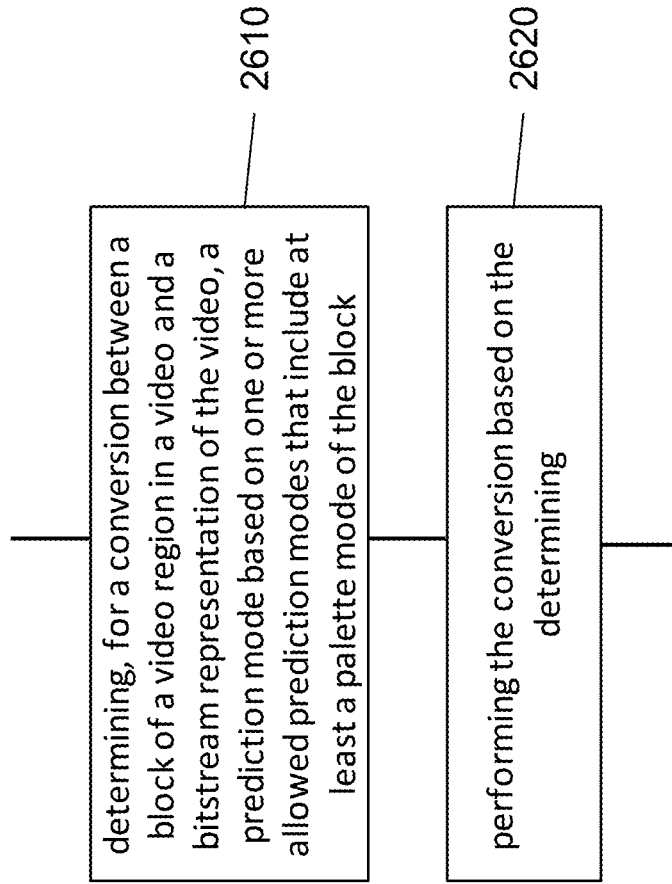 determining, for a conversion between a
block of a video region in a video and a
bitstream representation of the video, a
prediction mode based on one or more
allowed prediction modes that include at
least a palette mode of the block
2610
performing the conversion based on the
determining
2620